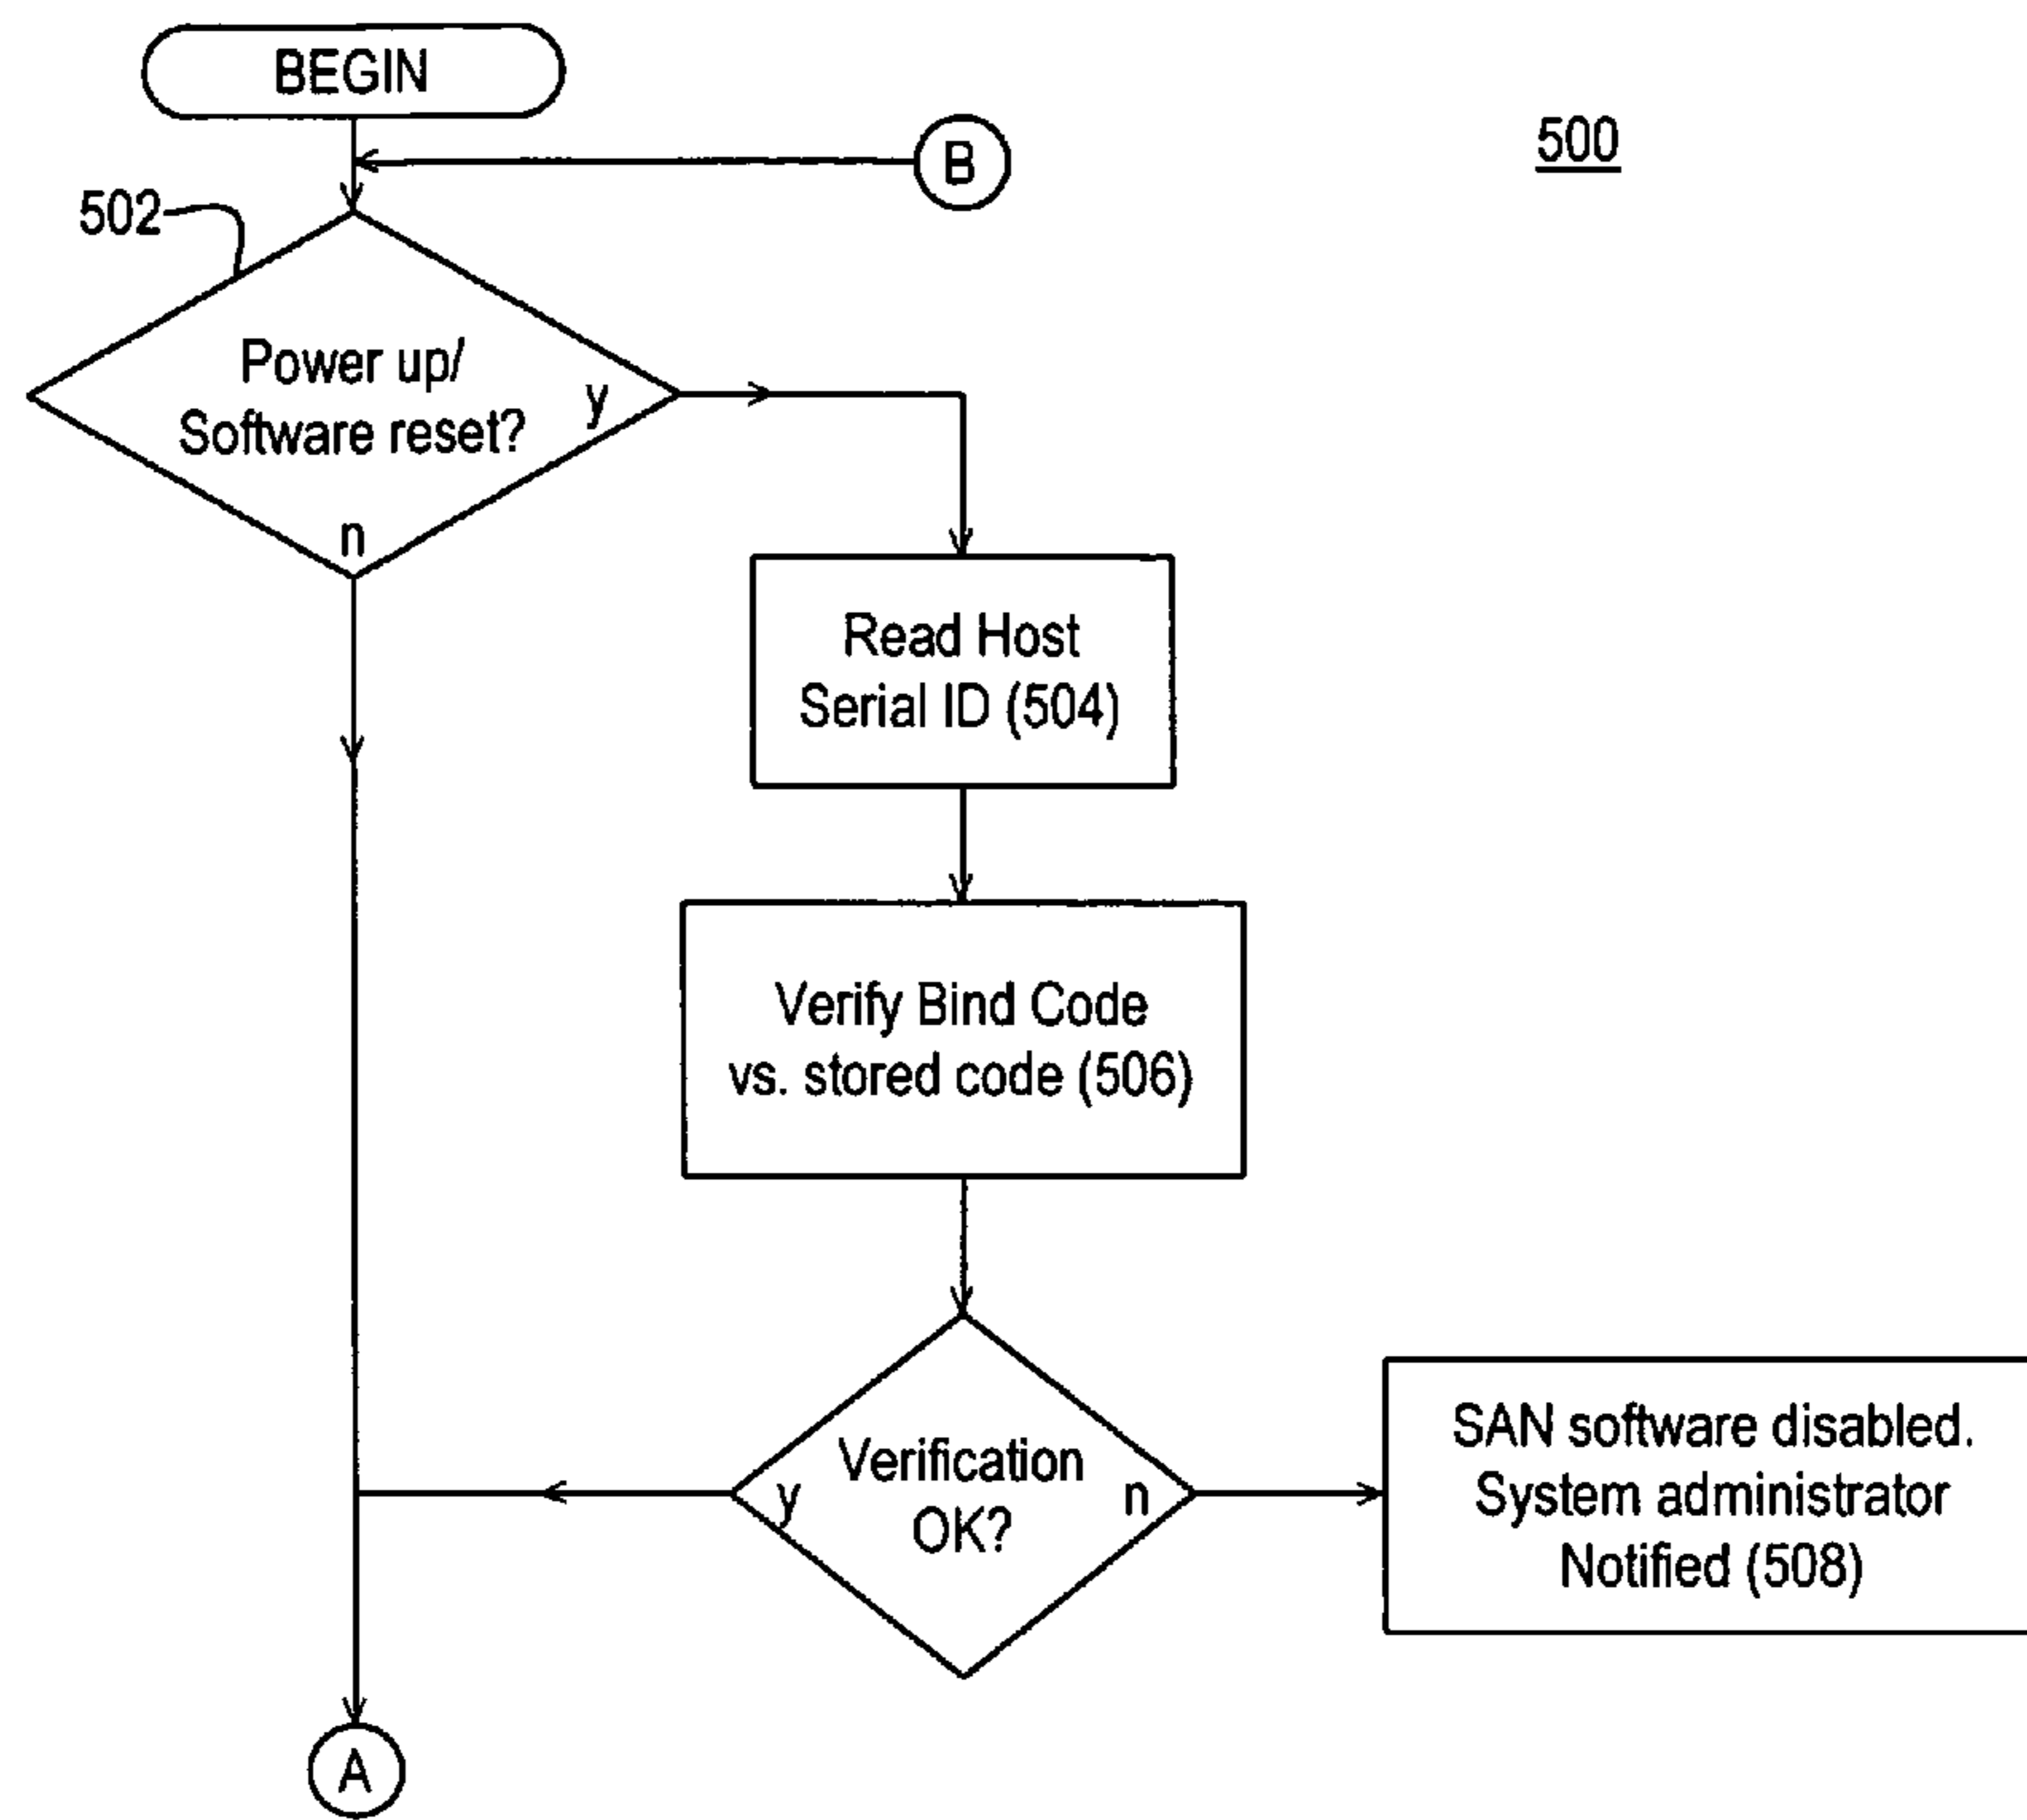 BEGIN
B
500
502
Power up/
Software reset?
y
n
Read Host
Serial ID (504)
Verify Bind Code
vs. stored code (506)
Verification
OK?
y
n
SAN software disabled.
System administrator
Notified (508)
A